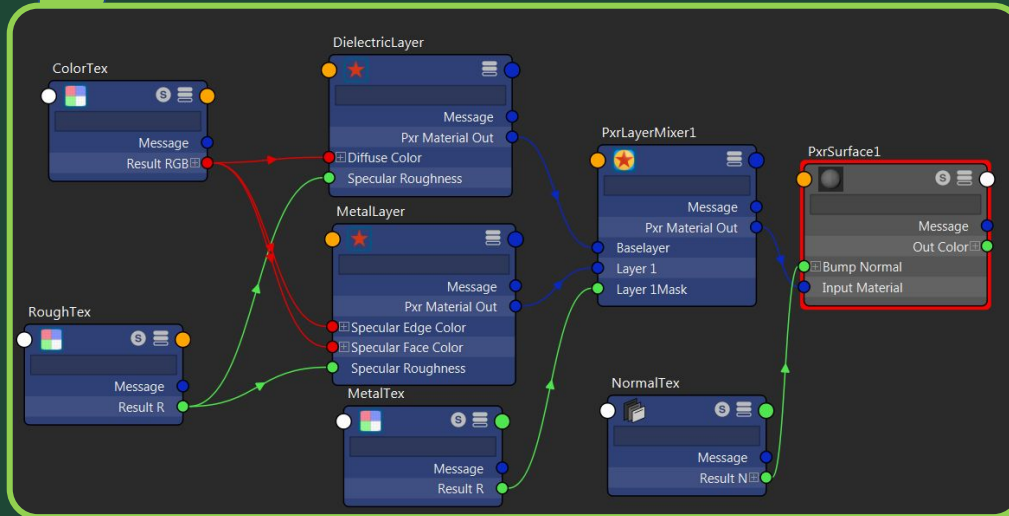 ColorTex
S
Message
Result RGB
DielectricLayer
Message
Pxr Material Out
Diffuse Color
Specular Roughness
MetalLayer
Message
Pxr Material Out
Specular Edge Color
Specular Face Color
Specular Roughness
RoughTex
S
Message
Result R
MetalTex
S
Message
Result R
PxrLayerMixer1
Message
Pxr Material Out
Baselayer
Layer 1
Layer 1Mask
NormalTex
S
Message
Result N
PxrSurface1
S
Message
Out Color
Bump Normal
Input Material